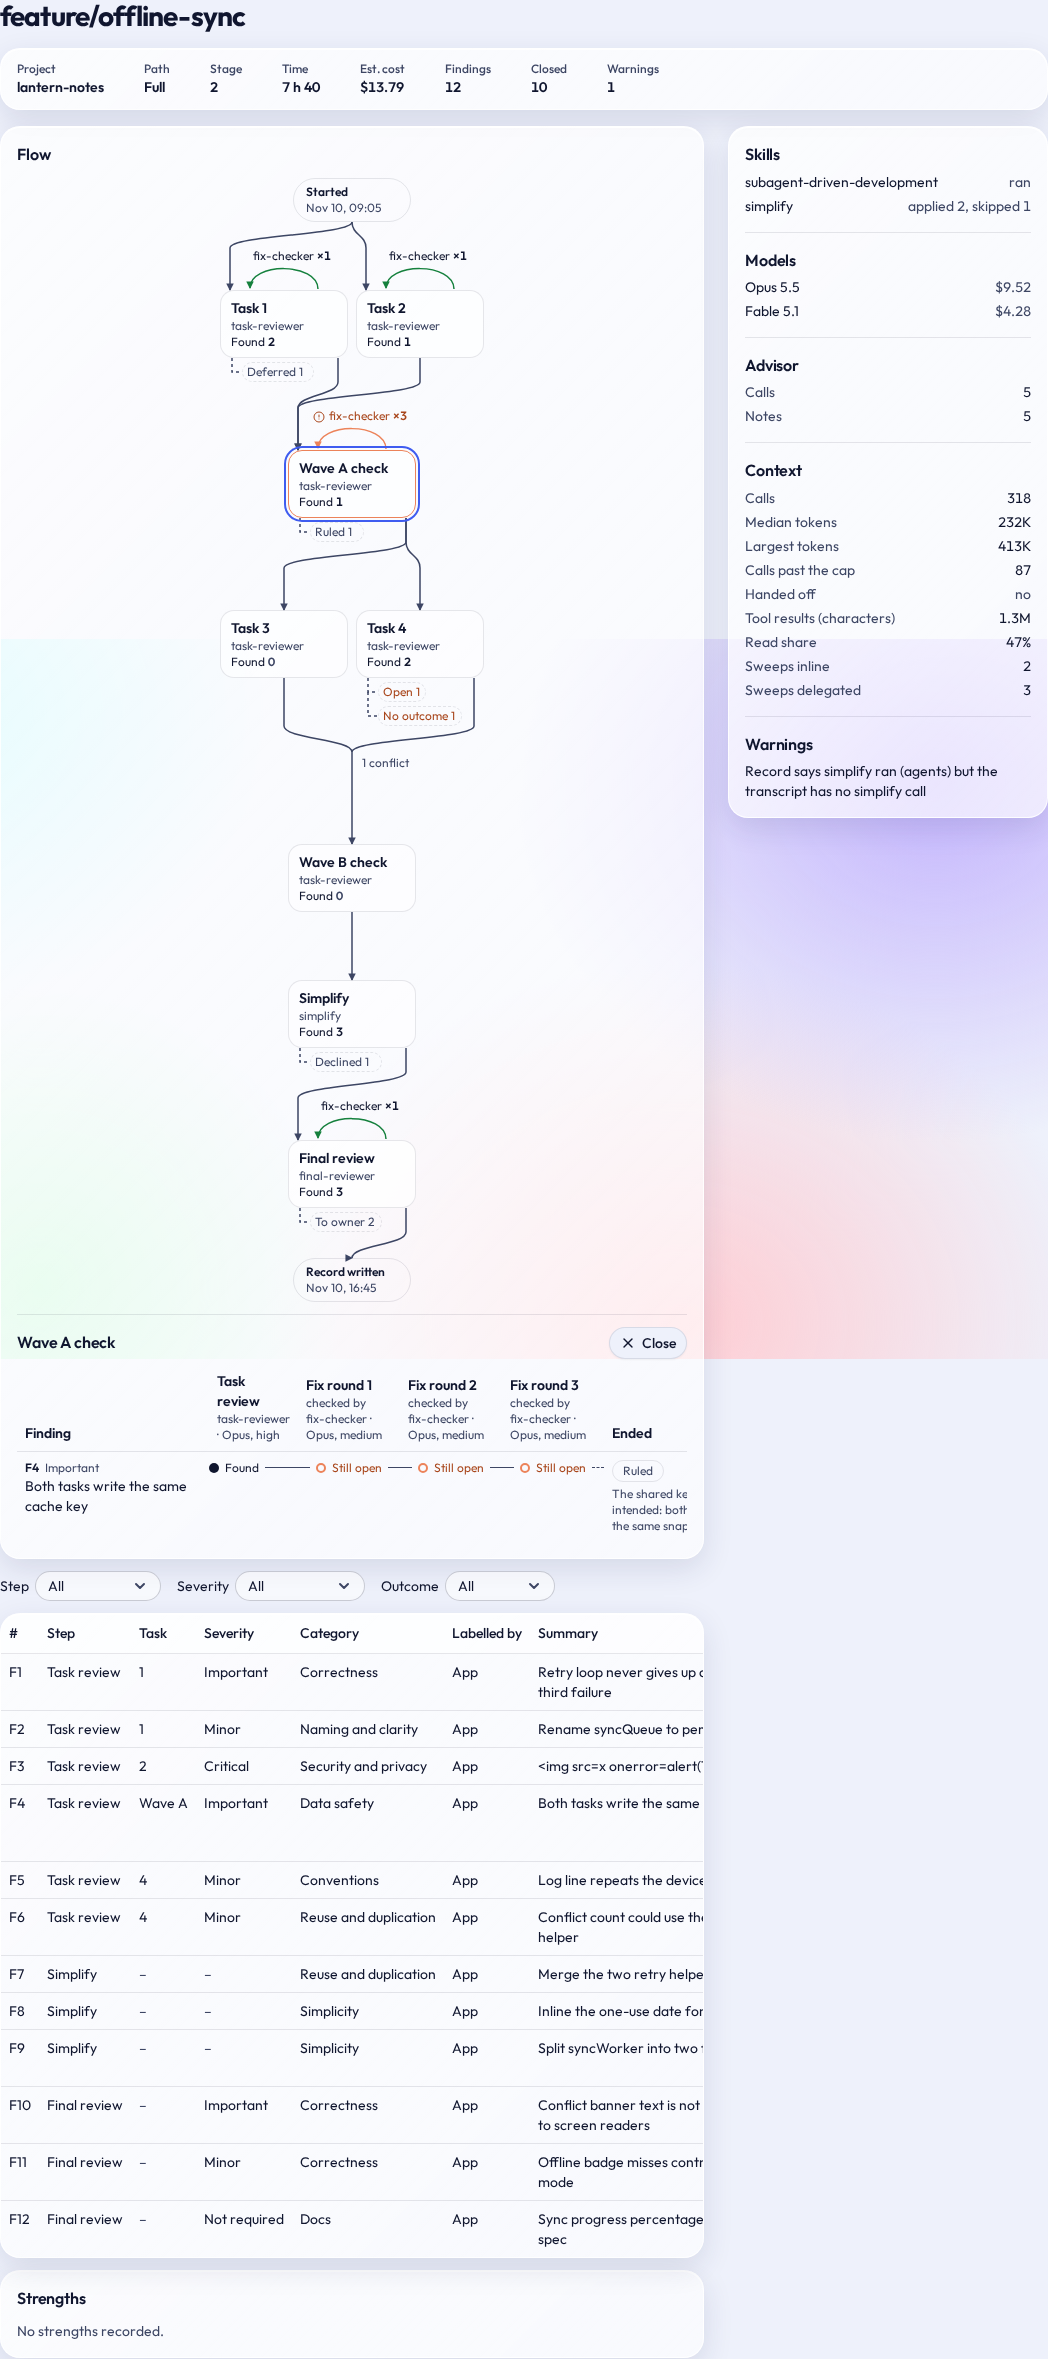 feature/offline-sync
Project
lantern-notes
Path
Full
Stage
2
Time
7 h 40
Est. cost
$13.79
Findings
12
Closed
10
Warnings
1
Flow
Started
Nov 10, 09:05
fix-checker ×1
fix-checker ×1
Task 1
task-reviewer
Found 2
Task 2
task-reviewer
Found 1
Deferred 1
fix-checker ×3
Wave A check
task-reviewer
Found 1
Ruled 1
Task 3
task-reviewer
Found 0
Task 4
task-reviewer
Found 2
Open 1
No outcome 1
1 conflict
Wave B check
task-reviewer
Found 0
Simplify
simplify
Found 3
Declined 1
fix-checker ×1
Final review
final-reviewer
Found 3
To owner 2
Record written
Nov 10, 16:45
Skills
subagent-driven-development ran
simplify applied 2, skipped 1
Models
Opus 5.5 $9.52
Fable 5.1 $4.28
Advisor
Calls 5
Notes 5
Context
Calls 318
Median tokens 232K
Largest tokens 413K
Calls past the cap 87
Handed off no
Tool results (characters) 1.3M
Read share 47%
Sweeps inline 2
Sweeps delegated 3
Warnings
Record says simplify ran (agents) but the
transcript has no simplify call
Wave A check
Close
Finding
Task
review
task-reviewer
· Opus, high
Fix round 1
checked by
fix-checker ·
Opus, medium
Fix round 2
checked by
fix-checker ·
Opus, medium
Fix round 3
checked by
fix-checker ·
Opus, medium
Ended
F4 Important
Both tasks write the same
cache key
Found
Still open
Still open
Still open
Ruled
The shared ke
intended: both
the same snap
Step All Severity All Outcome All
# Step Task Severity Category Labelled by Summary
F1 Task review 1 Important Correctness App Retry loop never gives up
third failure
F2 Task review 1 Minor Naming and clarity App Rename syncQueue to per
F3 Task review 2 Critical Security and privacy App <img src=x onerror=alert(
F4 Task review Wave A Important Data safety App Both tasks write the same
F5 Task review 4 Minor Conventions App Log line repeats the device
F6 Task review 4 Minor Reuse and duplication App Conflict count could use the
helper
F7 Simplify – – Reuse and duplication App Merge the two retry helpe
F8 Simplify – – Simplicity App Inline the one-use date for
F9 Simplify – – Simplicity App Split syncWorker into two
F10 Final review – Important Correctness App Conflict banner text is not
to screen readers
F11 Final review – Minor Correctness App Offline badge misses contr
mode
F12 Final review – Not required Docs App Sync progress percentage
spec
Strengths
No strengths recorded.